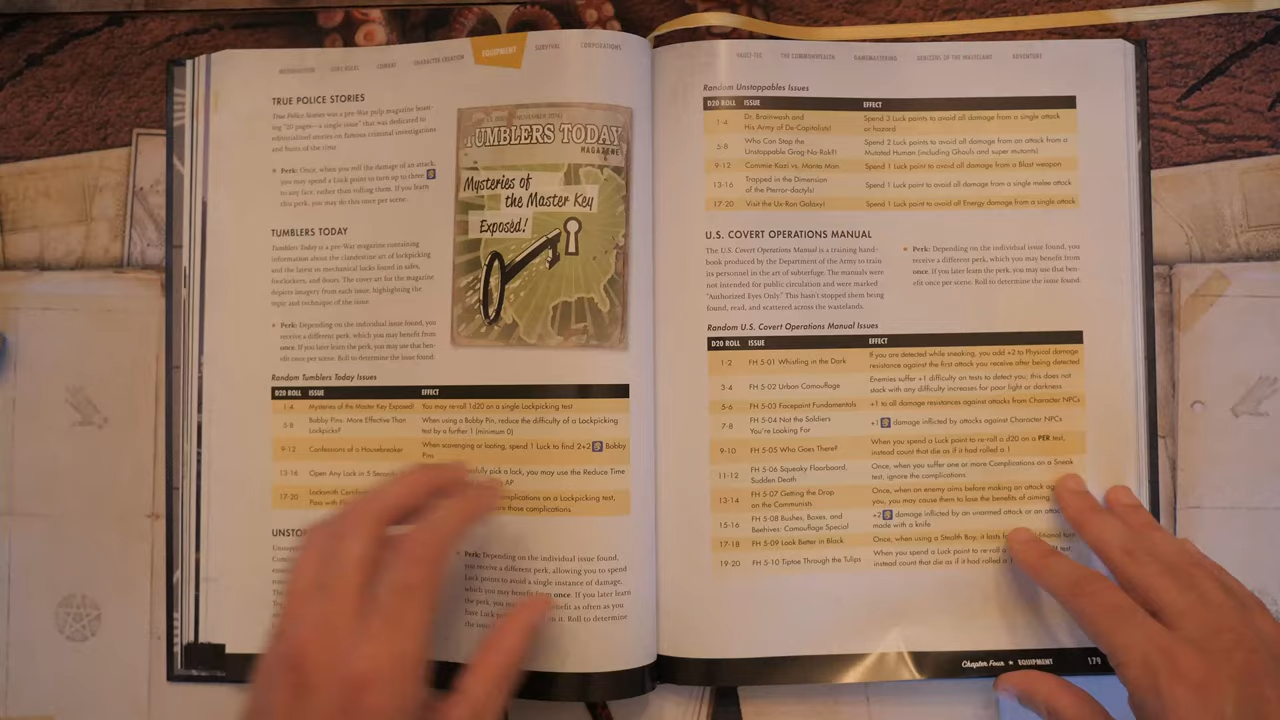 INTRODUCTION CORE RULES COMBAT CHARACTER CREATION EQUIPMENT SURVIVAL CORPORATIONS
TRUE POLICE STORIES
True Police Stories was a pre-War pulp magazine boast-
ing "20 pages—a single issue" that was dedicated to
editorialized stories on famous criminal investigations
and busts of the time.
Perk: Once, when you roll the damage of an attack,
you may spend a Luck point to turn up to three
to any face, rather than rolling them. If you learn
this perk, you may do this once per scene.
TUMBLERS TODAY
Tumblers Today is a pre-War magazine containing
information about the clandestine art of lockpicking
and the latest in mechanical locks found in safes,
footlockers, and doors. The cover art for the magazine
depicts imagery from each issue, highlighting the
topic and technique of the issue.
Perk: Depending on the individual issue found, you
receive a different perk, which you may benefit from
once. If you later learn the perk, you may use that ben-
efit once per scene. Roll to determine the issue found.
TUMBLERS TODAY
MAGAZINE
Mysteries of
the Master Key
Exposed!
Random Tumblers Today Issues
D20 ROLL ISSUE EFFECT
1-4 Mysteries of the Master Key Exposed! You may re-roll 1d20 on a single Lockpicking test
5-8 Bobby Pins: More Effective Than Lockpicks? When using a Bobby Pin, reduce the difficulty of a Lockpicking
test by a further 1 (minimum 0)
9-12 Confessions of a Housebreaker When scavenging or looting, spend 1 Luck to find 2+2 Bobby
Pins
13-16 Open Any Lock in 5 Seconds pick a lock, you may use the Reduce Time
AP
17-20 Locksmith complications on a Lockpicking test,
those complications
Perk: Depending on the individual issue found,
you receive a different perk, allowing you to spend
Luck points to avoid a single instance of damage,
which you may benefit from once. If you later learn
the perk, you may benefit as often as you
have Luck on it. Roll to determine
the
VAULT-TEC THE COMMONWEALTH GAMEMASTERING DENIZENS OF THE WASTELAND ADVENTURE
Random Unstoppables Issues
D20 ROLL ISSUE EFFECT
1-4 Dr. Brainwash and His Army of De-Capitalists! Spend 3 Luck points to avoid all damage from a single attack
or hazard
5-8 Who Can Stop the Unstoppable Grog-Na-Rok?! Spend 2 Luck points to avoid all damage from an attack from a
Mutated Human (including Ghouls and super mutants)
9-12 Commie-Kazi vs. Manta Man Spend 1 Luck point to avoid all damage from a Blast weapon
13-16 Trapped in the Dimension of the Pterror-dactyls! Spend 1 Luck point to avoid all damage from a single melee attack
17-20 Visit the Ux-Ron Galaxy! Spend 1 Luck point to avoid all Energy damage from a single attack
U.S. COVERT OPERATIONS MANUAL
The U.S. Covert Operations Manual is a training hand-
book produced by the Department of the Army to train
its personnel in the art of subterfuge. The manuals were
not intended for public circulation and were marked
"Authorized Eyes Only." This hasn't stopped them being
found, read, and scattered across the wastelands.
Perk: Depending on the individual issue found, you
receive a different perk, which you may benefit from
once. If you later learn the perk, you may use that ben-
efit once per scene. Roll to determine the issue found.
Random U.S. Covert Operations Manual Issues
D20 ROLL ISSUE EFFECT
1-2 FH 5-01 Whistling in the Dark If you are detected while sneaking, you add +2 to Physical damage
resistance against the first attack you receive after being detected
3-4 FH 5-02 Urban Camouflage Enemies suffer +1 difficulty on tests to detect you; this does not
stack with any difficulty increases for poor light or darkness
5-6 FH 5-03 Facepaint Fundamentals +1 to all damage resistances against attacks from Character NPCs
7-8 FH 5-04 Not the Soldiers You're Looking For +1 damage inflicted by attacks against Character NPCs
9-10 FH 5-05 Who Goes There? When you spend a Luck point to re-roll a d20 on a PER test,
instead count that die as if it had rolled a 1
11-12 FH 5-06 Squeaky Floorboard, Sudden Death Once, when you suffer one or more Complications on a Sneak
test, ignore the complications
13-14 FH 5-07 Getting the Drop on the Communists Once, when an enemy aims before making an attack
you, you may cause them to lose the benefits of aiming
15-16 FH 5-08 Bushes, Boxes, and Beehives: Camouflage Special +2 damage inflicted by an unarmed attack or an
made with a knife
17-18 FH 5-09 Look Better in Black Once, when using a Stealth Boy, it lasts turn
19-20 FH 5-10 Tiptoe Through the Tulips When you spend a Luck point to re-roll a test,
instead count that die as if it had rolled a
Chapter Four EQUIPMENT 179